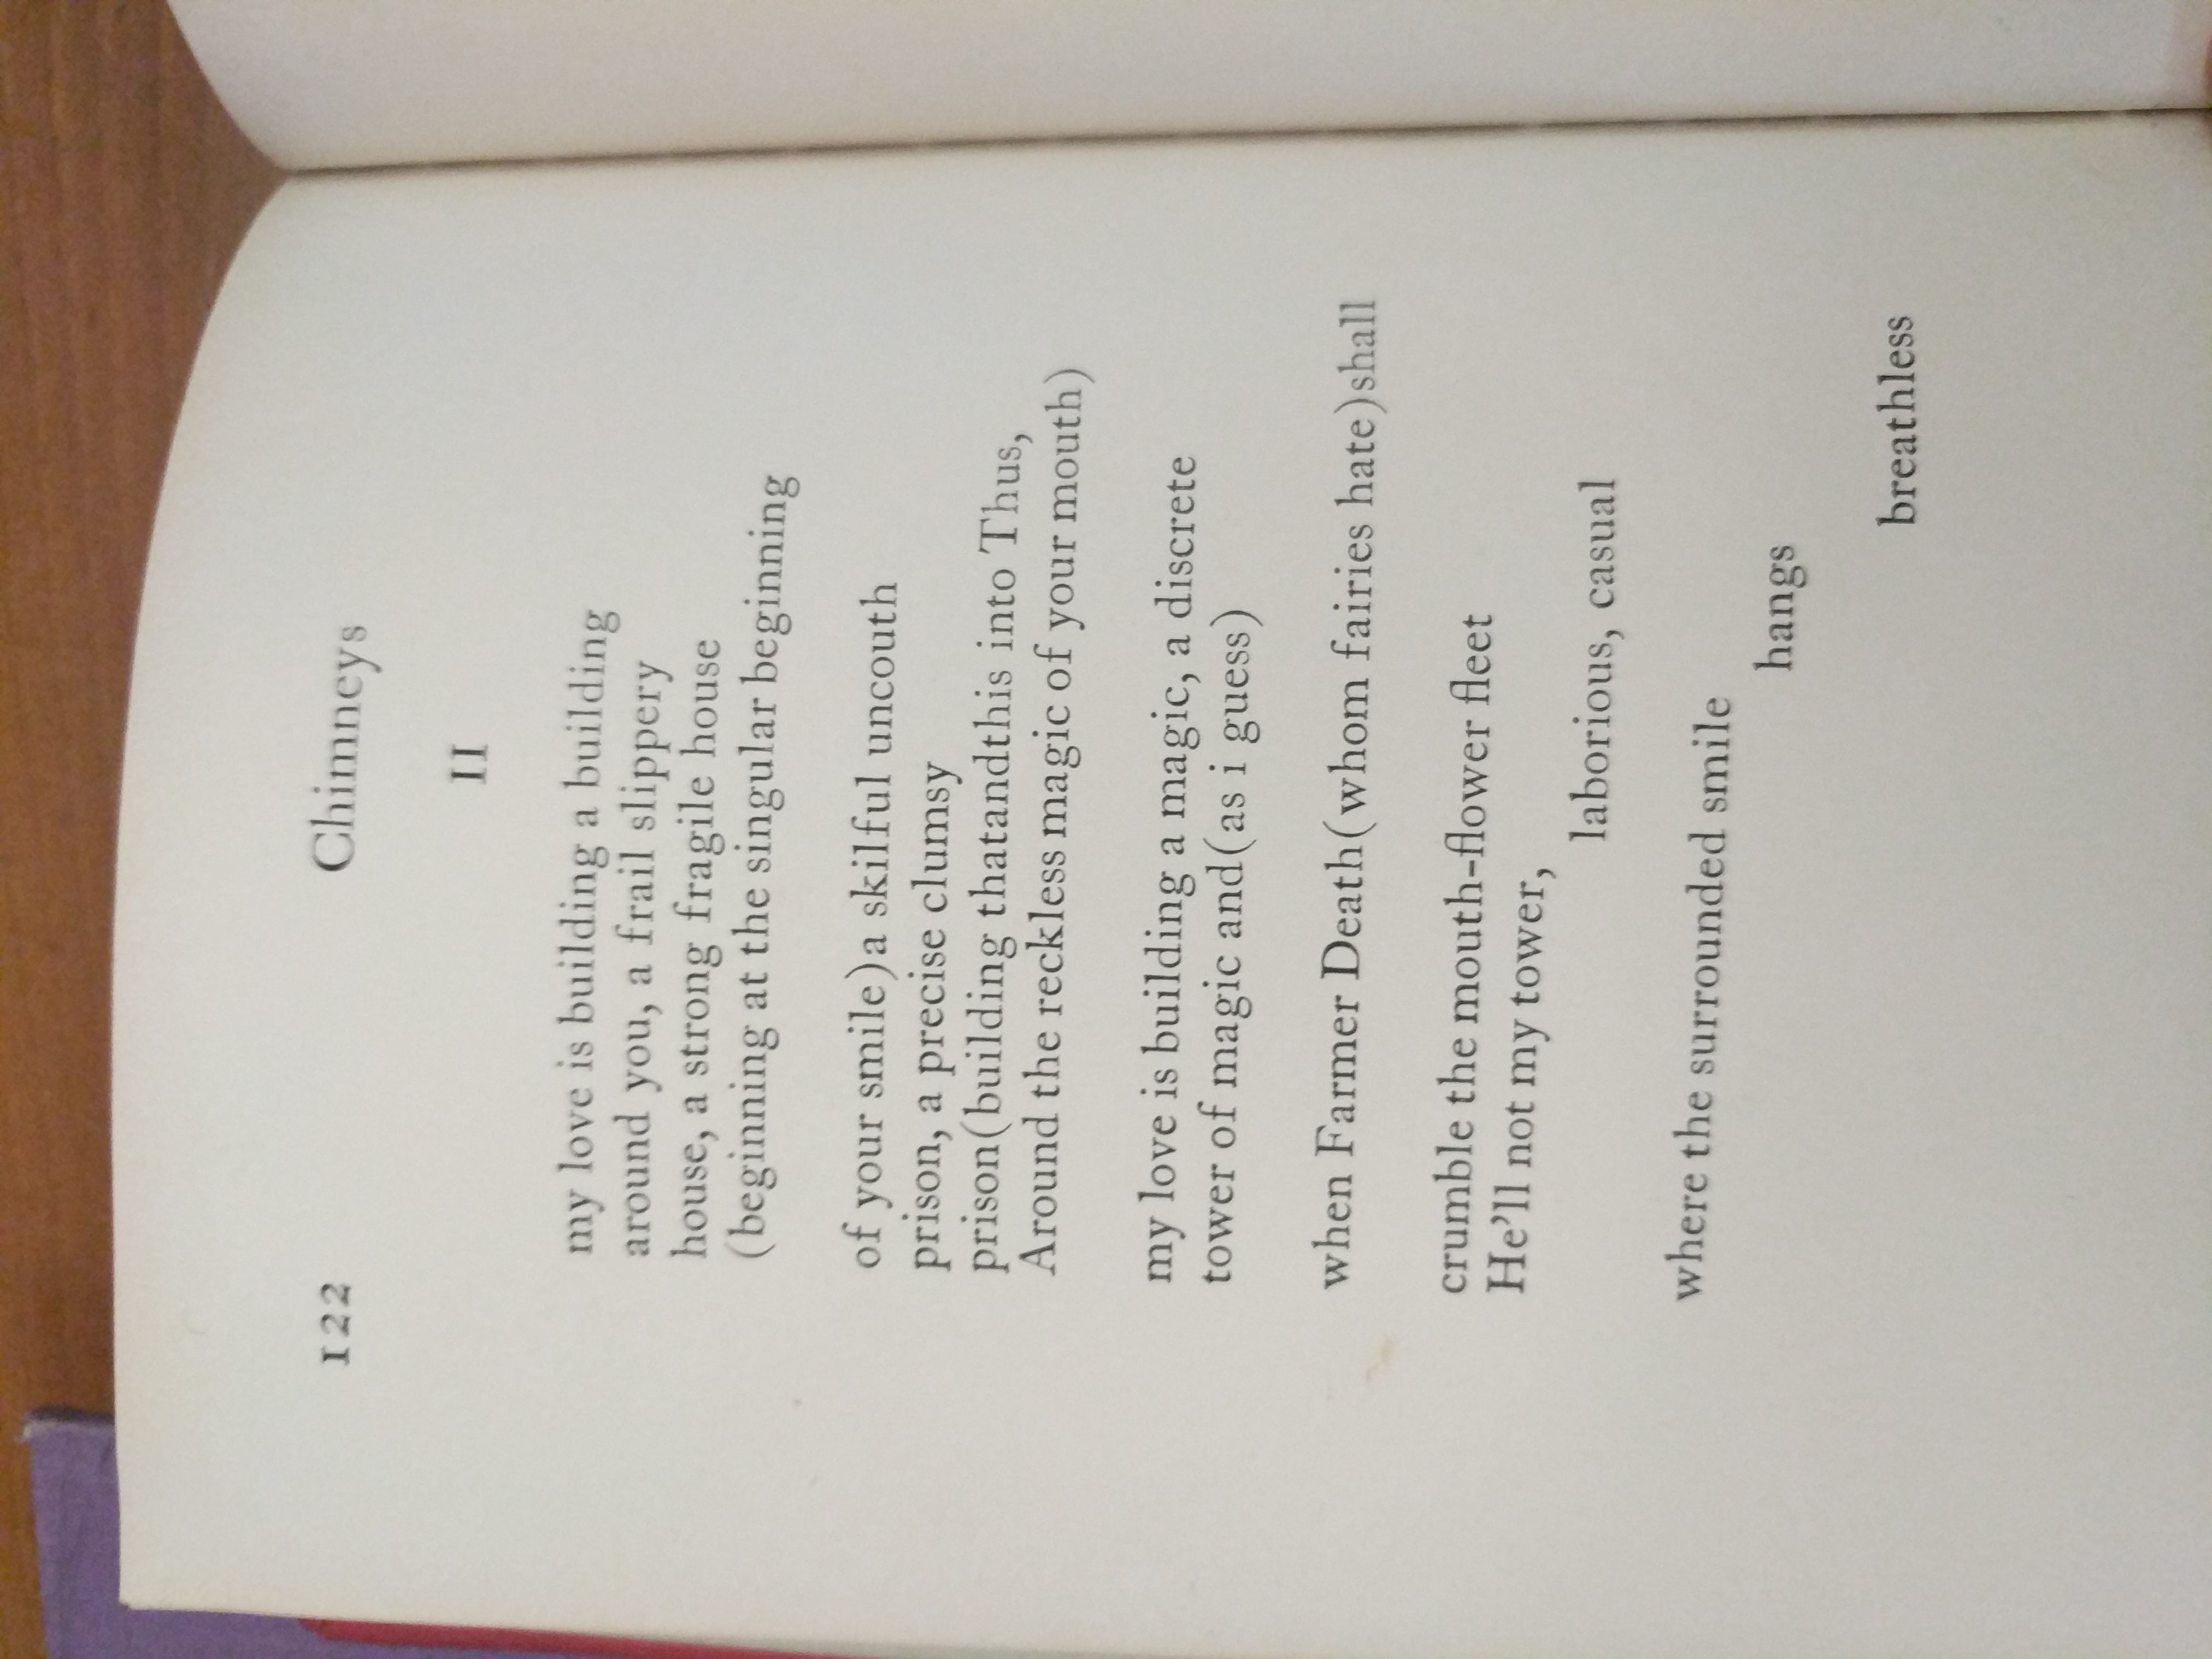 122 Chimneys
II
my love is building a building
around you, a frail slippery
house, a strong fragile house
(beginning at the singular beginning
of your smile)a skilful uncouth
prison, a precise clumsy
prison(building thatandthis into Thus,
Around the reckless magic of your mouth)
my love is building a magic, a discrete
tower of magic and(as i guess)
when Farmer Death(whom fairies hate)shall
crumble the mouth-flower fleet
He'll not my tower,
laborious, casual
where the surrounded smile
hangs
breathless